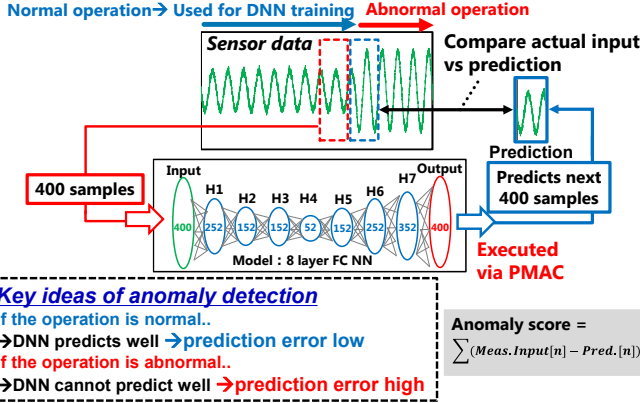 Normal operation→ Used for DNN training
Abnormal operation
Sensor data
Compare actual input
vs prediction
Prediction
Input
Output
400 samples
H1
H2
H3
H4
H5
H6
H7
400
252
152
152
52
152
252
352
400
Model : 8 layer FC NN
Predicts next
400 samples
Executed
via PMAC
Key ideas of anomaly detection
If the operation is normal..
→DNN predicts well →prediction error low
If the operation is abnormal..
→DNN cannot predict well →prediction error high
Anomaly score =
∑(Meas.Input[n] − Pred.[n])